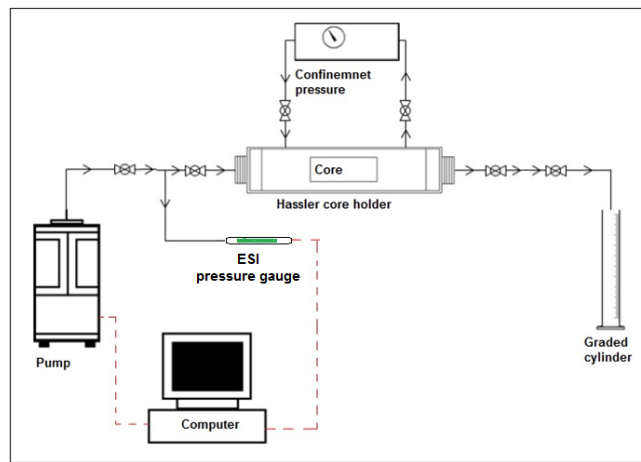 Confinemnet
pressure
Core
Hassler core holder
ESI
pressure gauge
Pump
Computer
Graded
cylinder